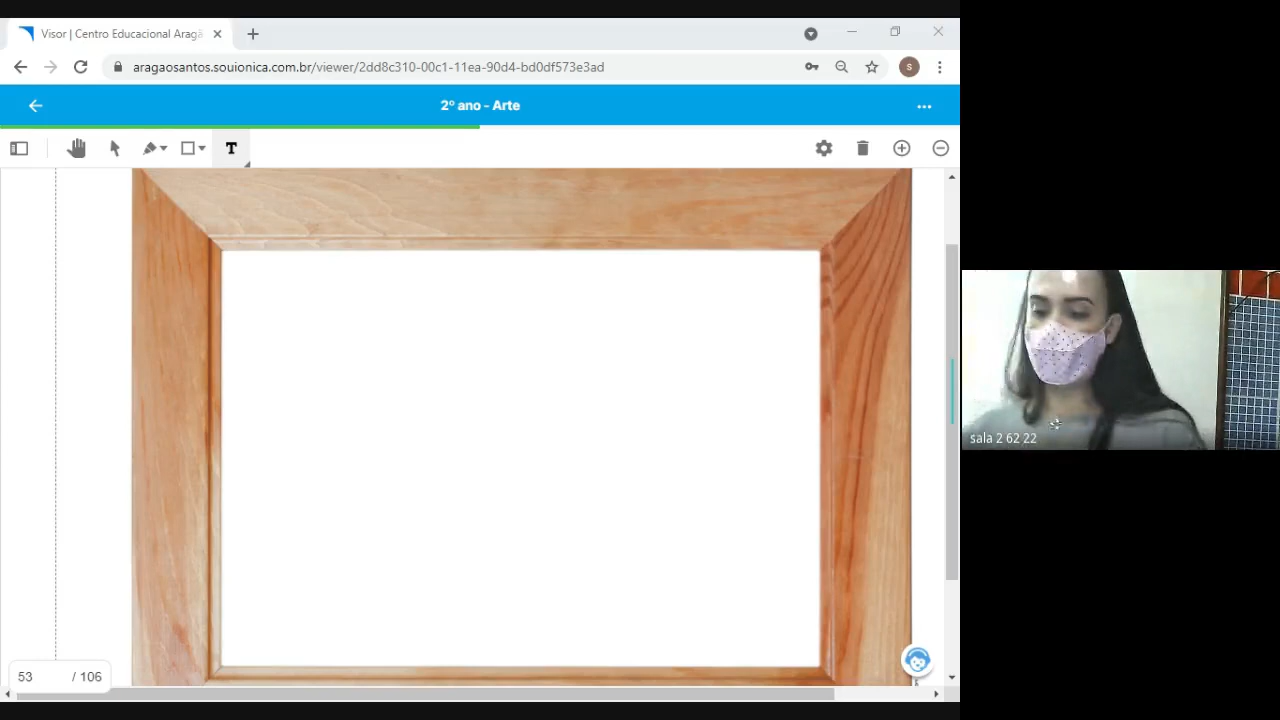 Visor | Centro Educacional Aragã
aragaosantos.souionica.com.br/viewer/2dd8c310-00c1-11ea-90d4-bd0df573e3ad
s
2º ano - Arte
T
53 / 106
sala 2 62 22